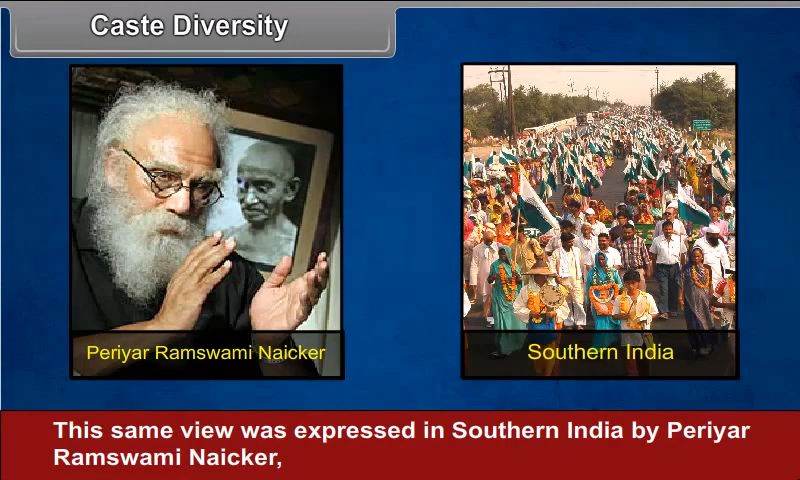 Caste Diversity
Periyar Ramswami Naicker
Southern India
This same view was expressed in Southern India by Periyar
Ramswami Naicker,